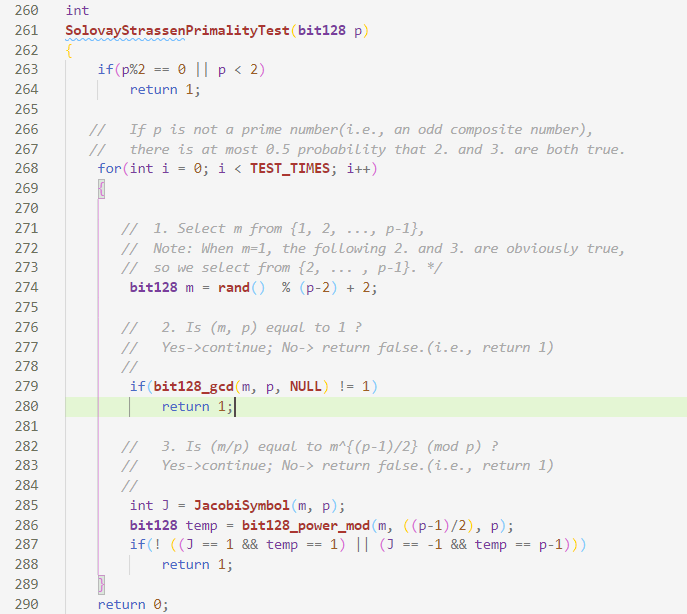 260 int
261 SolovayStrassenPrimalityTest(bit128 p)
262 {
263     if(p%2 == 0 || p < 2)
264         return 1;
265
266    //   If p is not a prime number(i.e., an odd composite number),
267    //   there is at most 0.5 probability that 2. and 3. are both true.
268     for(int i = 0; i < TEST_TIMES; i++)
269     {
270
271        //  1. Select m from {1, 2, ..., p-1},
272        //  Note: When m=1, the following 2. and 3. are obviously true,
273        //  so we select from {2, ... , p-1}. */
274         bit128 m = rand()  % (p-2) + 2;
275
276        //   2. Is (m, p) equal to 1 ?
277        //   Yes->continue; No-> return false.(i.e., return 1)
278        //
279         if(bit128_gcd(m, p, NULL) != 1)
280             return 1;
281
282        //   3. Is (m/p) equal to m^{(p-1)/2} (mod p) ?
283        //   Yes->continue; No-> return false.(i.e., return 1)
284        //
285         int J = JacobiSymbol(m, p);
286         bit128 temp = bit128_power_mod(m, ((p-1)/2), p);
287         if(! ((J == 1 && temp == 1) || (J == -1 && temp == p-1)))
288             return 1;
289     }
290     return 0;